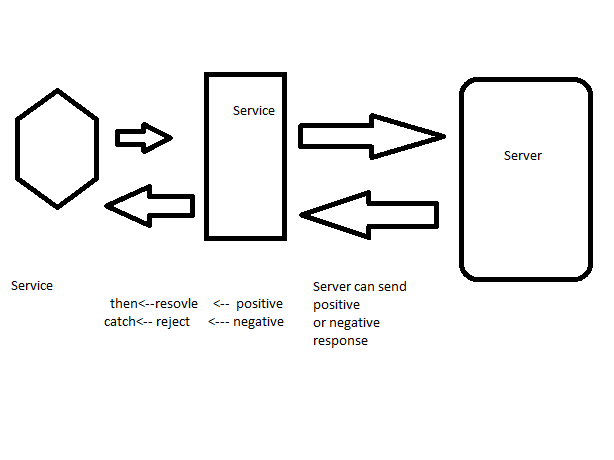 Service
Server
Service
then<--resovle <-- positive
catch<-- reject <--- negative
Server can send
positive
or negative
response